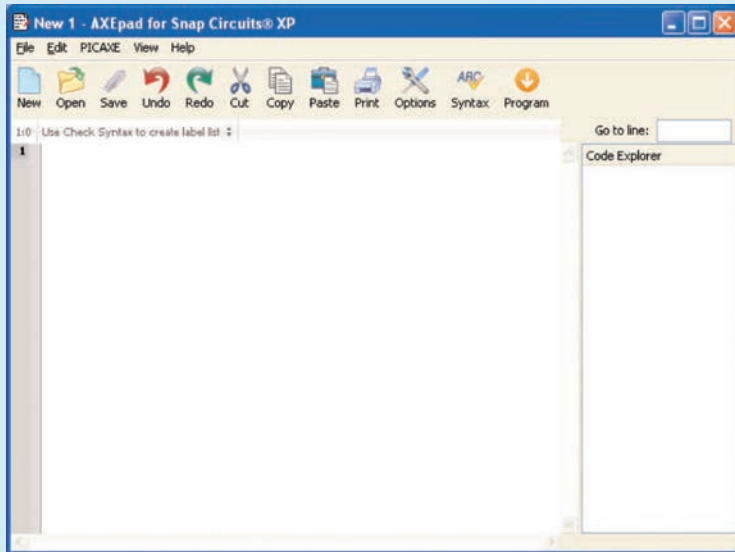 New 1 - AXEpad for Snap Circuits® XP
File Edit PICAXE View Help
New Open Save Undo Redo Cut Copy Paste Print Options Syntax Program
ABC
1:0 Use Check Syntax to create label list Go to line:
1 Code Explorer